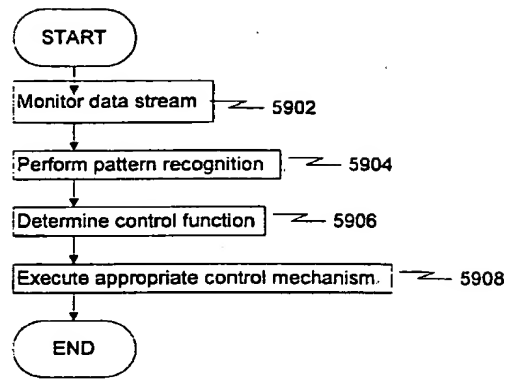 START
Monitor data stream 5902
Perform pattern recognition 5904
Determine control function 5906
Execute appropriate control mechanism. 5908
END